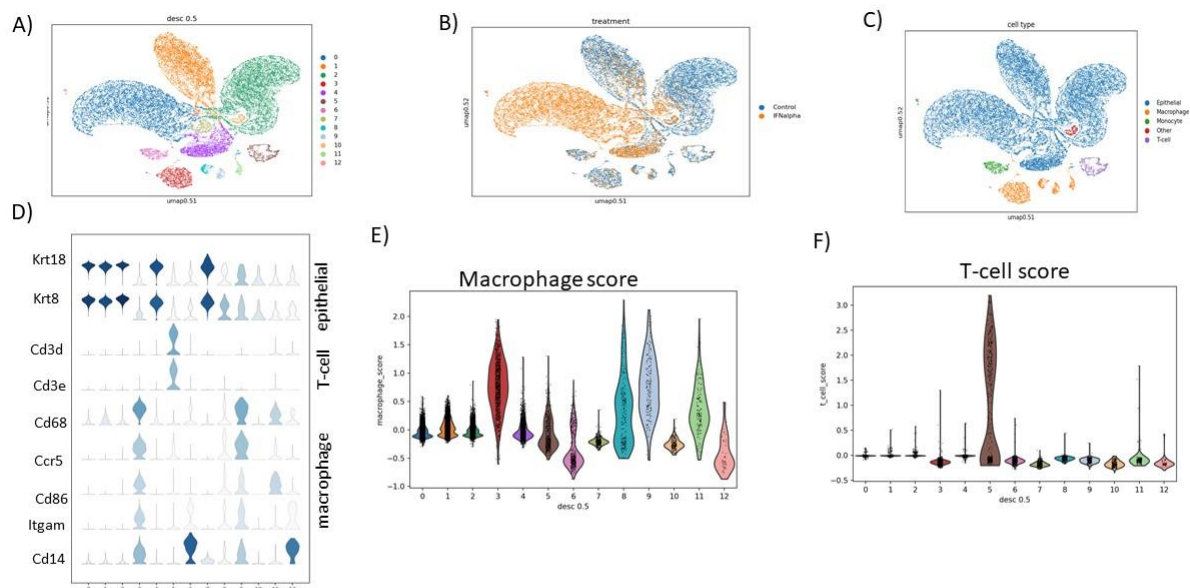 A)
desc 0.5
umap0.51
0
1
2
3
4
5
6
7
8
9
10
11
12
B)
treatment
umap0.52
umap0.51
Control
IFNalpha
C)
cell type
umap0.52
umap0.51
Epithelial
Macrophage
Monocyte
Other
T-cell
D)
Krt18
Krt8
Cd3d
Cd3e
Cd68
Ccr5
Cd86
Itgam
Cd14
epithelial
T-cell
macrophage
E)
Macrophage score
macrophage_score
2.0
1.5
1.0
0.5
0.0
−0.5
−1.0
0 1 2 3 4 5 6 7 8 9 10 11 12
desc 0.5
F)
T-cell score
t_cell_score
3.0
2.5
2.0
1.5
1.0
0.5
0.0
−0.5
0 1 2 3 4 5 6 7 8 9 10 11 12
desc 0.5